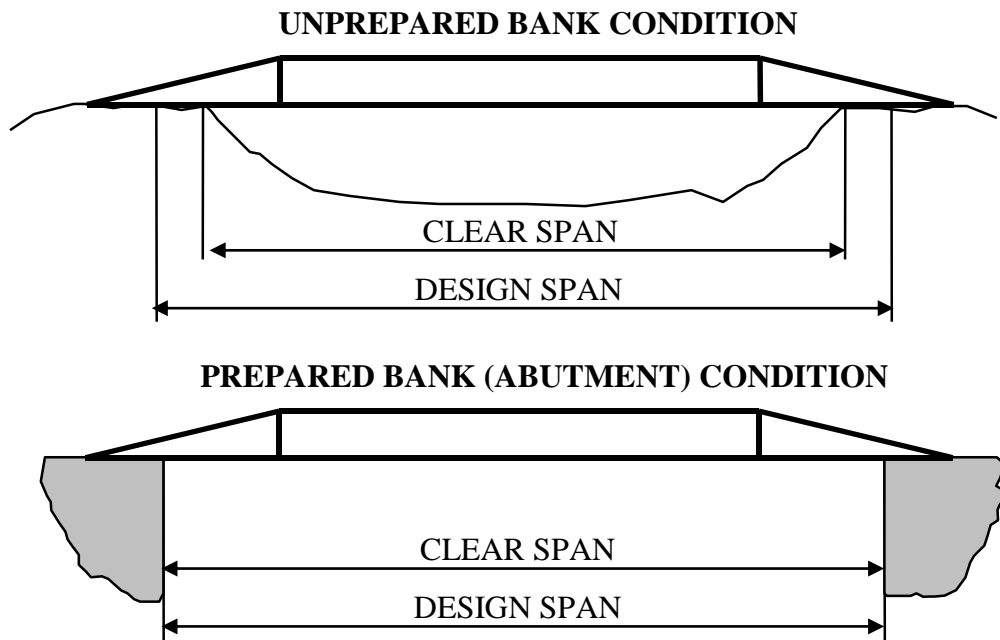 UNPREPARED BANK CONDITION
CLEAR SPAN
DESIGN SPAN
PREPARED BANK (ABUTMENT) CONDITION
CLEAR SPAN
DESIGN SPAN